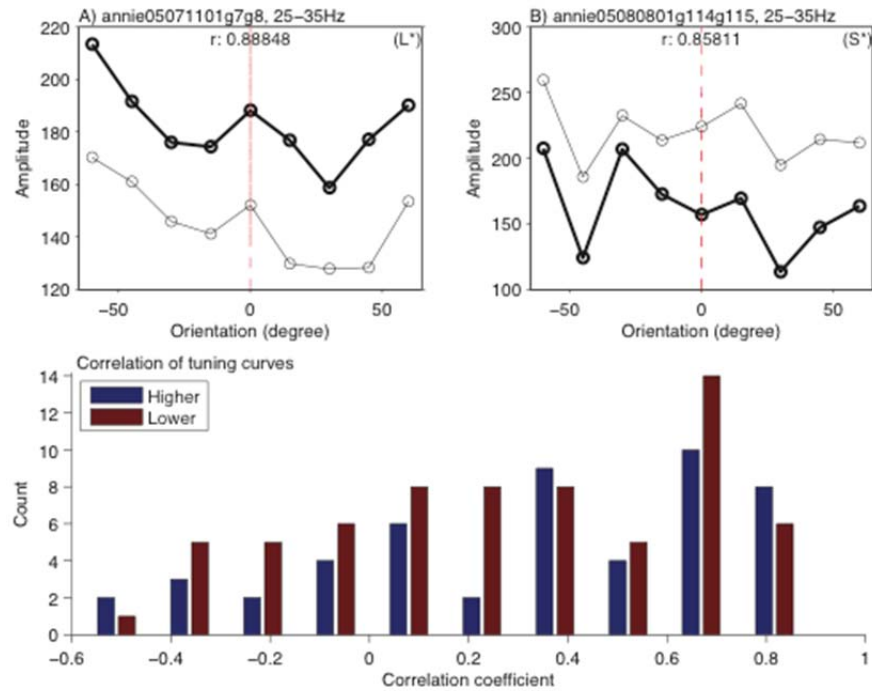 A) annie05071101g7g8, 25–35Hz
r: 0.88848
(L*)
220
200
180
160
140
120
Amplitude
−50
0
50
Orientation (degree)
B) annie05080801g114g115, 25–35Hz
r: 0.85811
(S*)
300
250
200
150
100
Amplitude
−50
0
50
Orientation (degree)
Correlation of tuning curves
Higher
Lower
14
12
10
8
6
4
2
0
Count
−0.6
−0.4
−0.2
0
0.2
0.4
0.6
0.8
1
Correlation coefficient